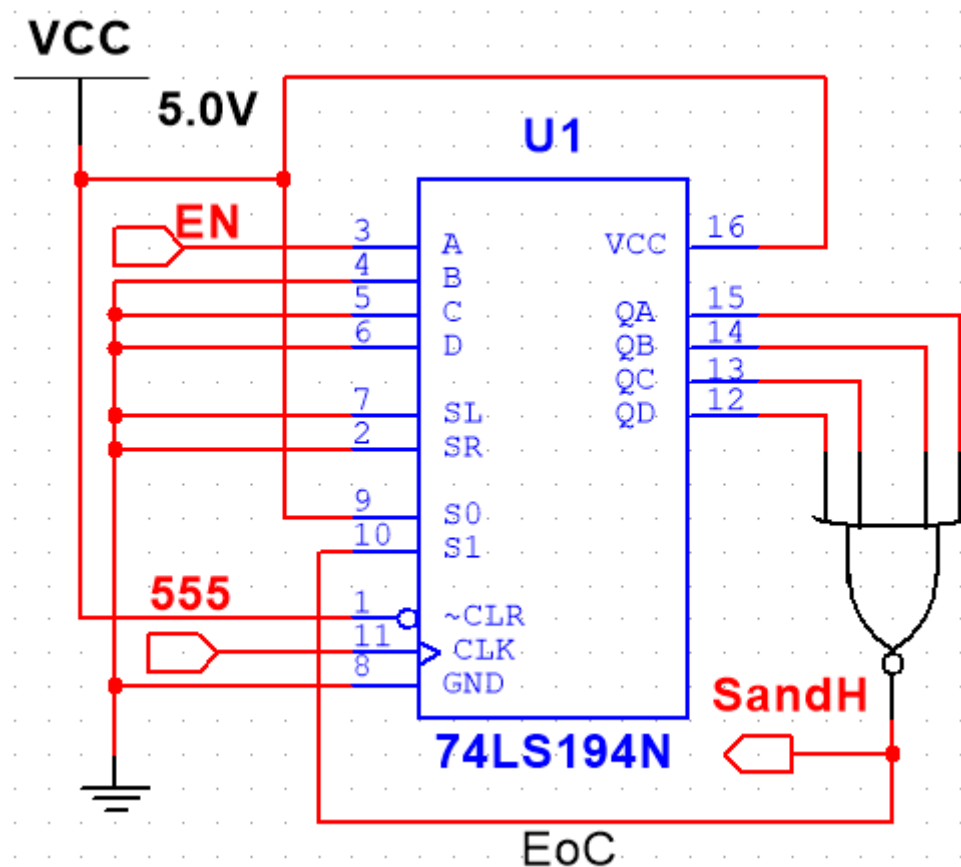 VCC
5.0V
U1
EN
3 A
4 B
5 C
6 D
7 SL
2 SR
9 S0
10 S1
555
1 ~CLR
11 CLK
8 GND
VCC 16
QA 15
QB 14
QC 13
QD 12
SandH
74LS194N
EoC